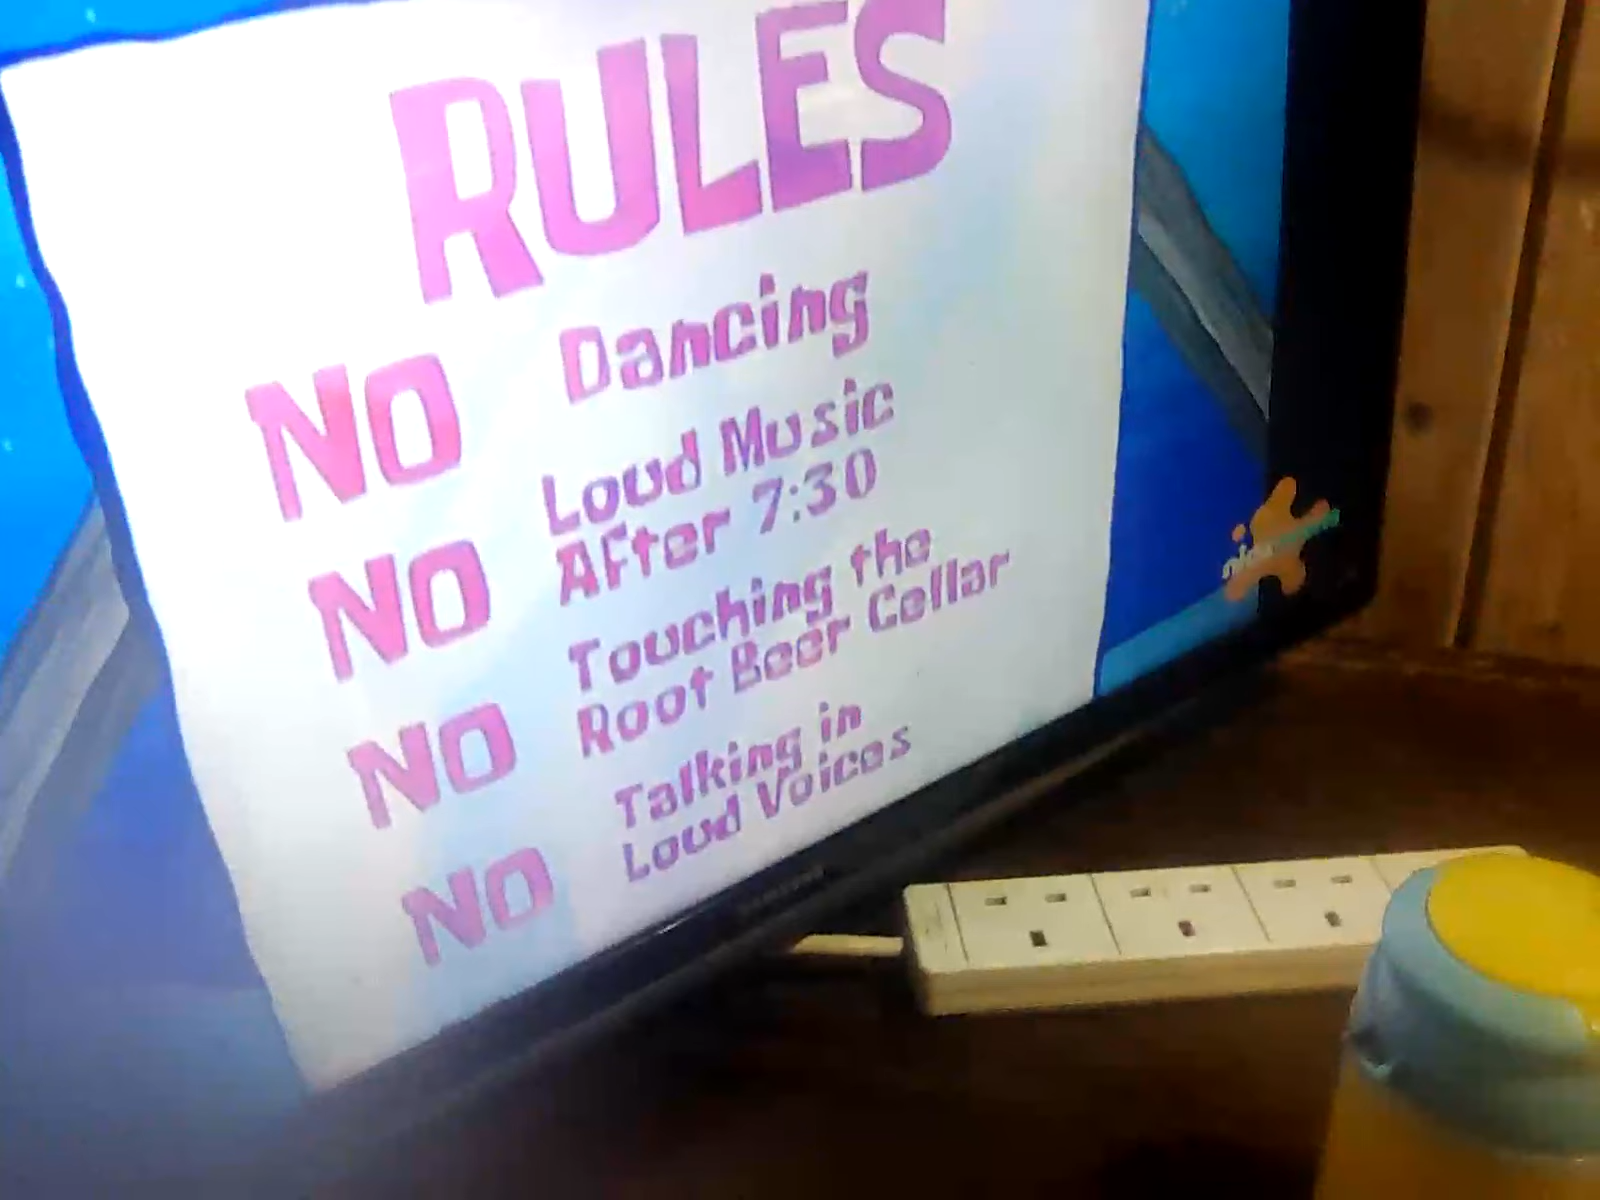 RULES
NO Dancing
NO Loud Music
After 7:30
NO Touching the
Root Beer Cellar
NO Talking in
Loud Voices